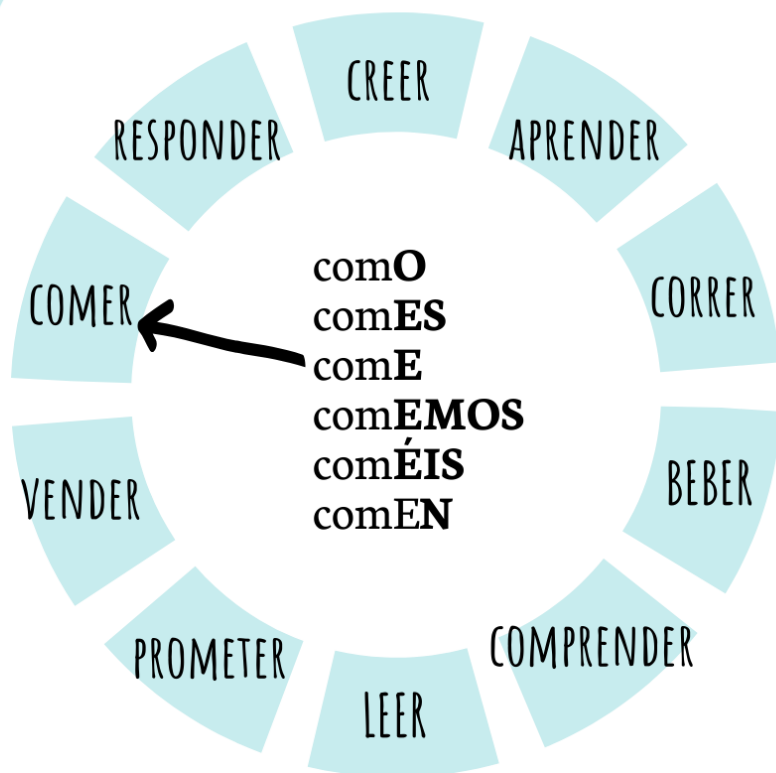 CREER
APRENDER
CORRER
BEBER
COMPRENDER
LEER
PROMETER
VENDER
COMER
RESPONDER
comO
comES
comE
comEMOS
comÉIS
comEN